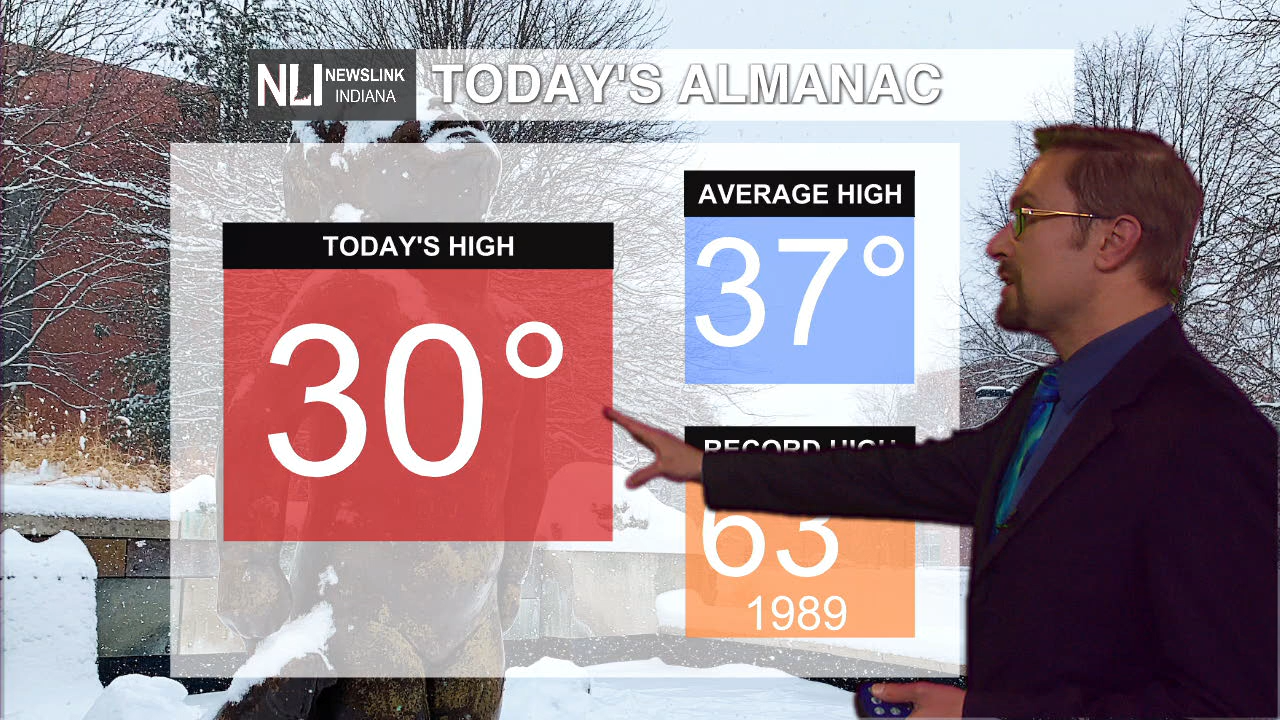 NLI NEWSLINK
INDIANA
TODAY'S ALMANAC
TODAY'S HIGH
30°
AVERAGE HIGH
37°
RECORD HIGH
63
1989